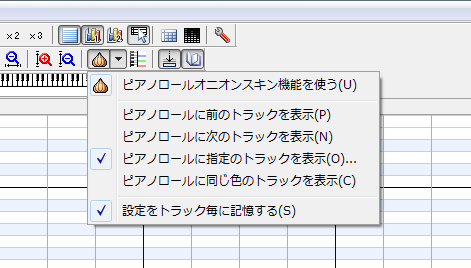 ×2 ×3
ピアノロールオニオンスキン機能を使う(U)
ピアノロールに前のトラックを表示(P)
ピアノロールに次のトラックを表示(N)
ピアノロールに指定のトラックを表示(O)...
ピアノロールに同じ色のトラックを表示(C)
設定をトラック毎に記憶する(S)